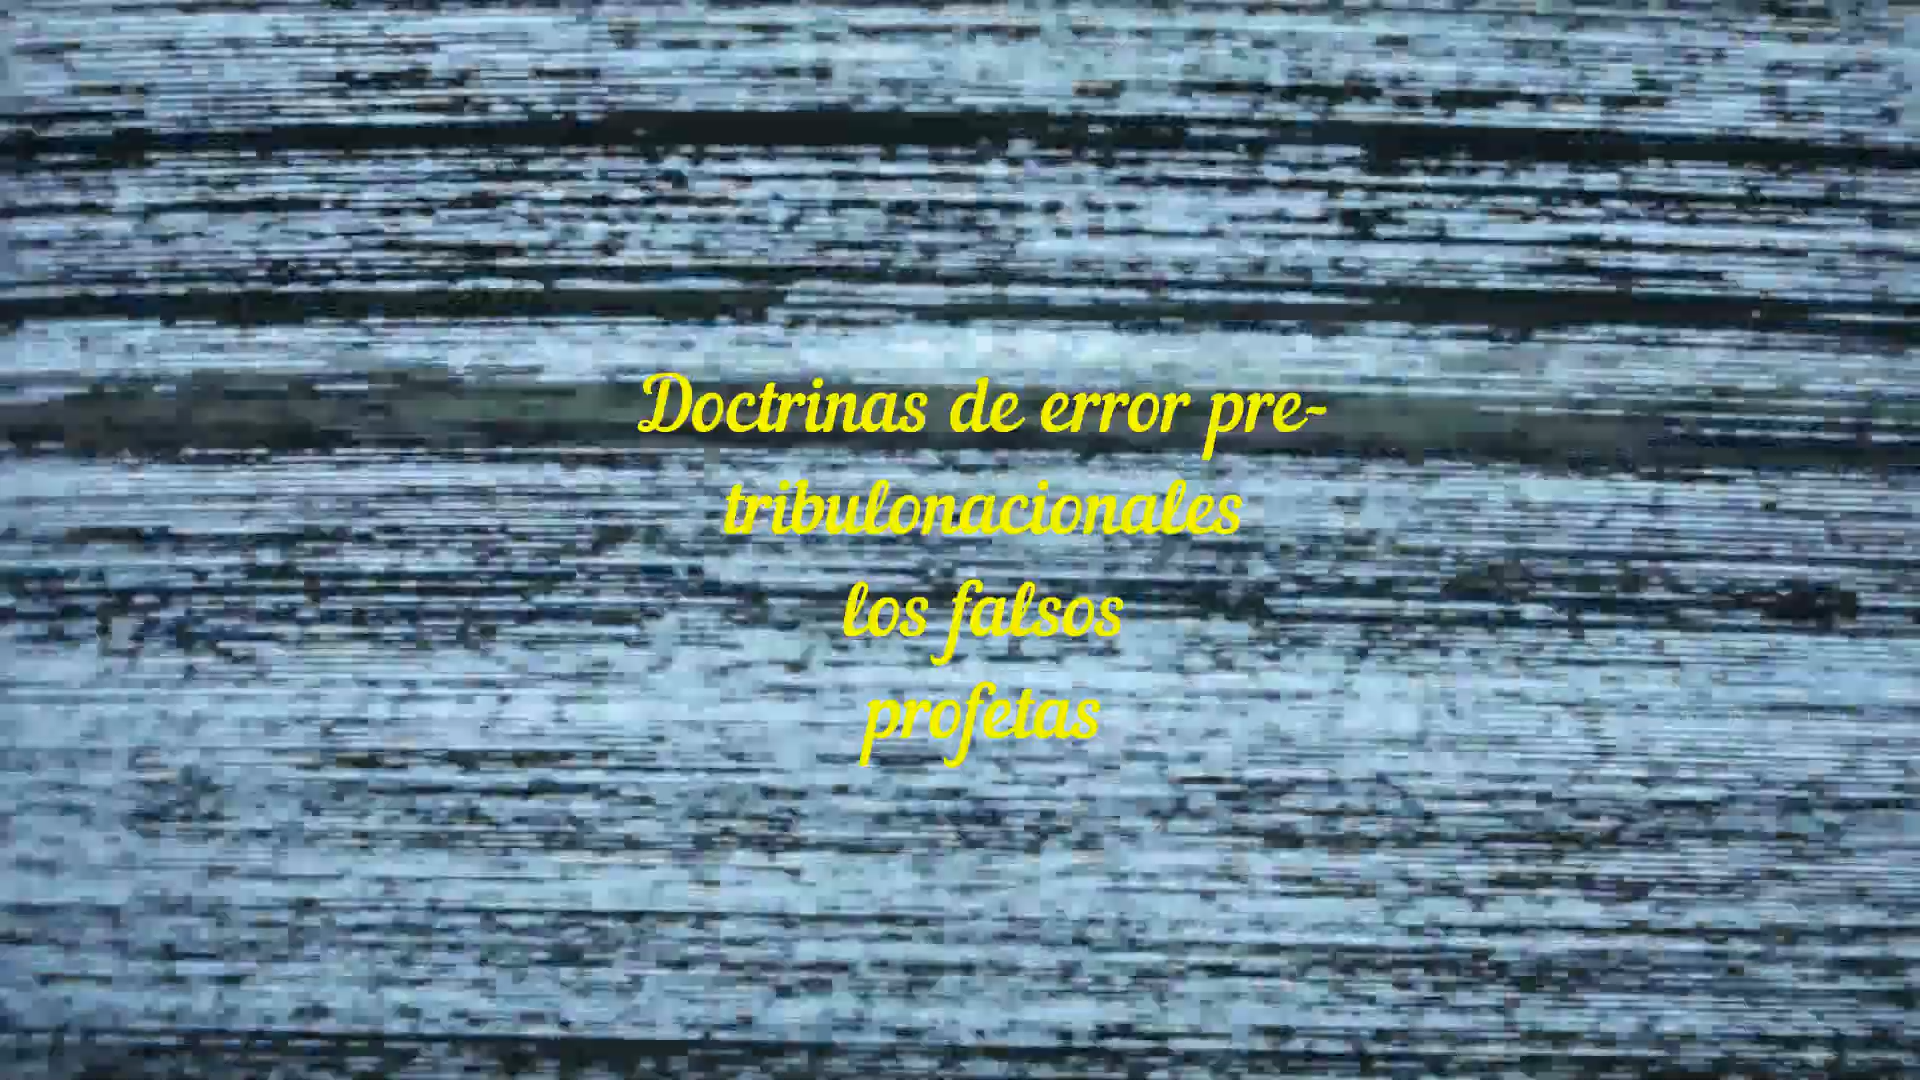 Doctrinas de error pre-
tribulonacionales
los falsos
profetas